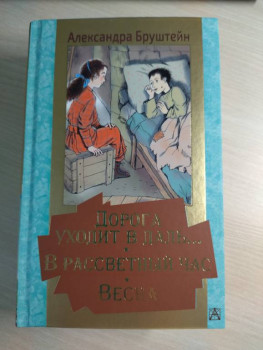 Александра Бруштейн
Дорога
уходит в даль...
В рассветный час
Весна